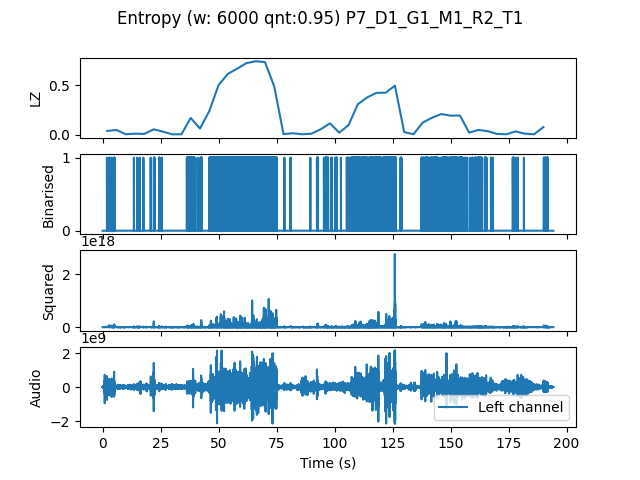 Entropy (w: 6000 qnt:0.95) P7_D1_G1_M1_R2_T1
0.5
0.0
LZ
1
0
Binarised
1e18
2
0
Squared
1e9
2
0
−2
Audio
Left channel
0 25 50 75 100 125 150 175 200
Time (s)